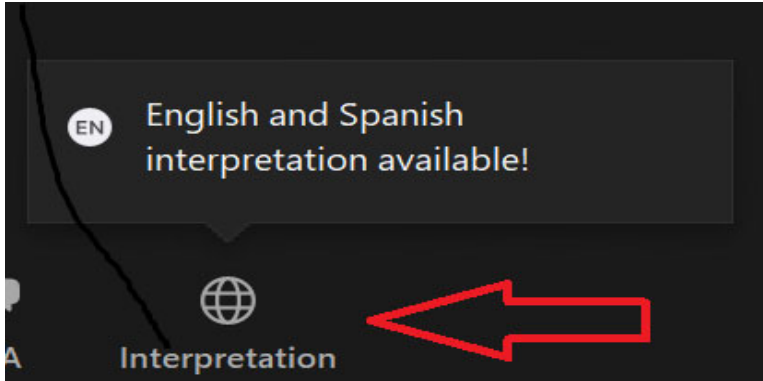 EN
English and Spanish
interpretation available!
A
Interpretation